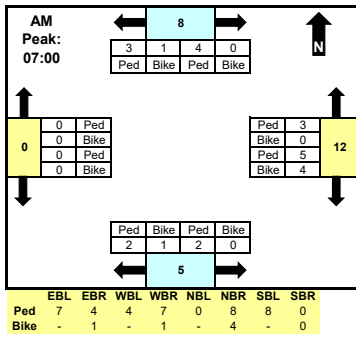 AM
Peak:
07:00
8
N
3 1 4 0
Ped Bike Ped Bike
0
0 Ped
0 Bike
0 Ped
0 Bike
Ped 3
Bike 0
Ped 5
Bike 4
12
Ped Bike Ped Bike
2 1 2 0
5
EBL EBR WBL WBR NBL NBR SBL SBR
Ped 7 4 4 7 0 8 8 0
Bike - 1 - 1 - 4 - 0